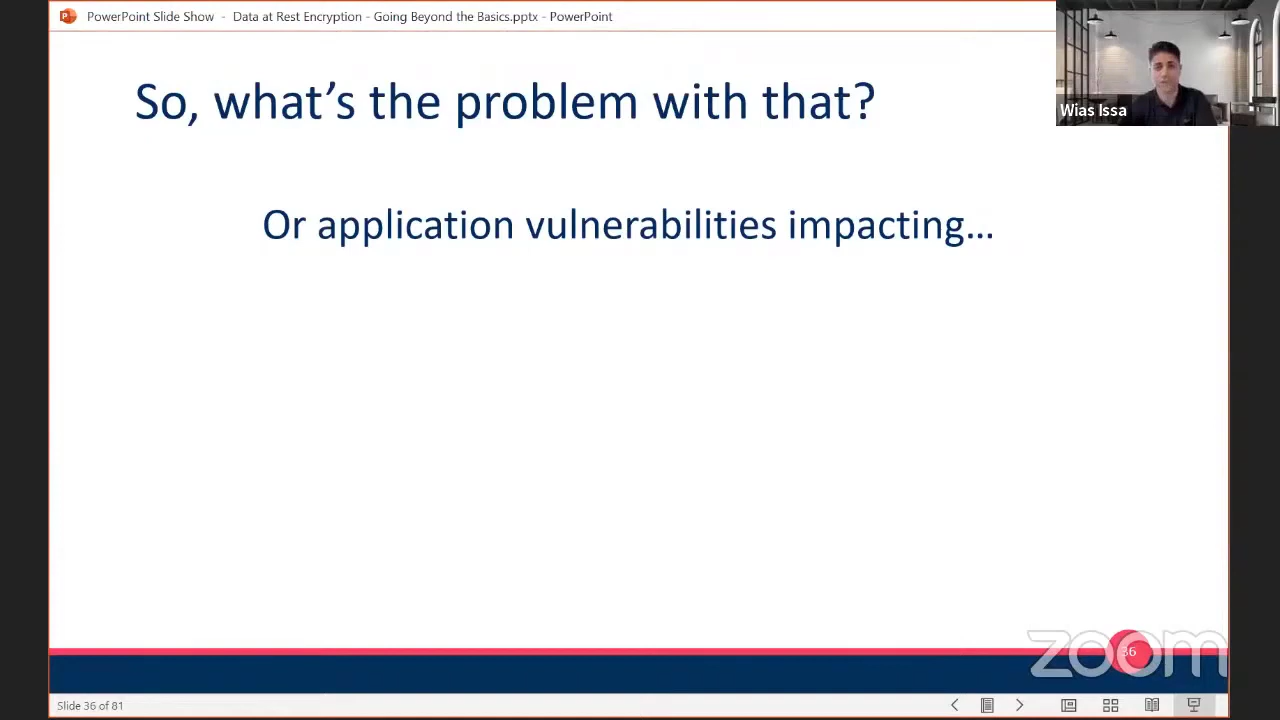 PowerPoint Slide Show - Data at Rest Encryption - Going Beyond the Basics.pptx - PowerPoint
Wias Issa
So, what's the problem with that?
Or application vulnerabilities impacting…
36
zoom
Slide 36 of 81